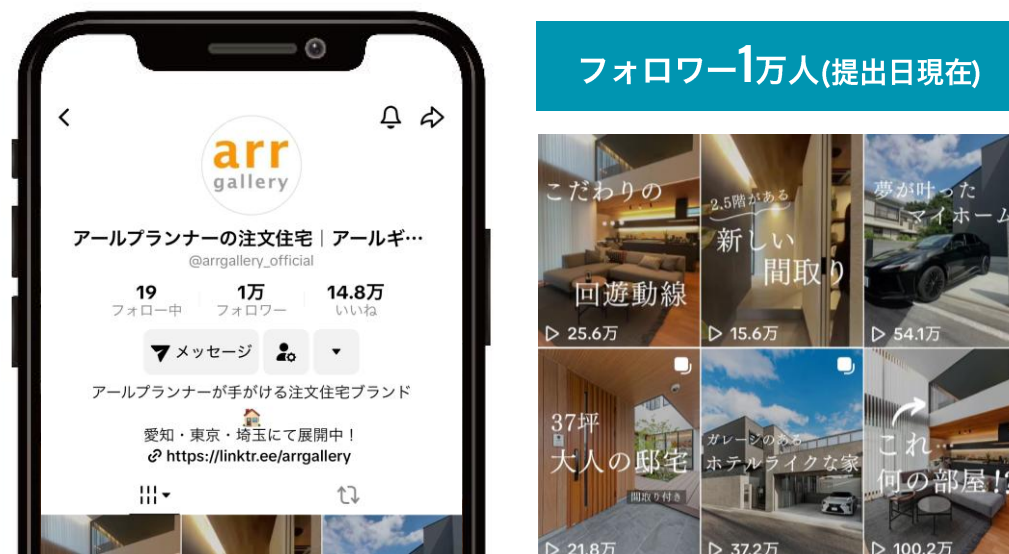 arr
gallery
アールプランナーの注文住宅｜アールギ…
@arrgallery_official
19
フォロー中
1万
フォロワー
14.8万
いいね
メッセージ
アールプランナーが手がける注文住宅ブランド
愛知・東京・埼玉にて展開中！
https://linktr.ee/arrgallery
フォロワー1万人(提出日現在)
こだわりの
回遊動線
25.6万
2.5階がある
新しい
間取り
15.6万
夢が叶った
マイホーム
54.1万
37坪
大人の邸宅
間取り付き
21.8万
ガレージのある
ホテルライクな家
37.2万
これ…
何の部屋!?
100.2万